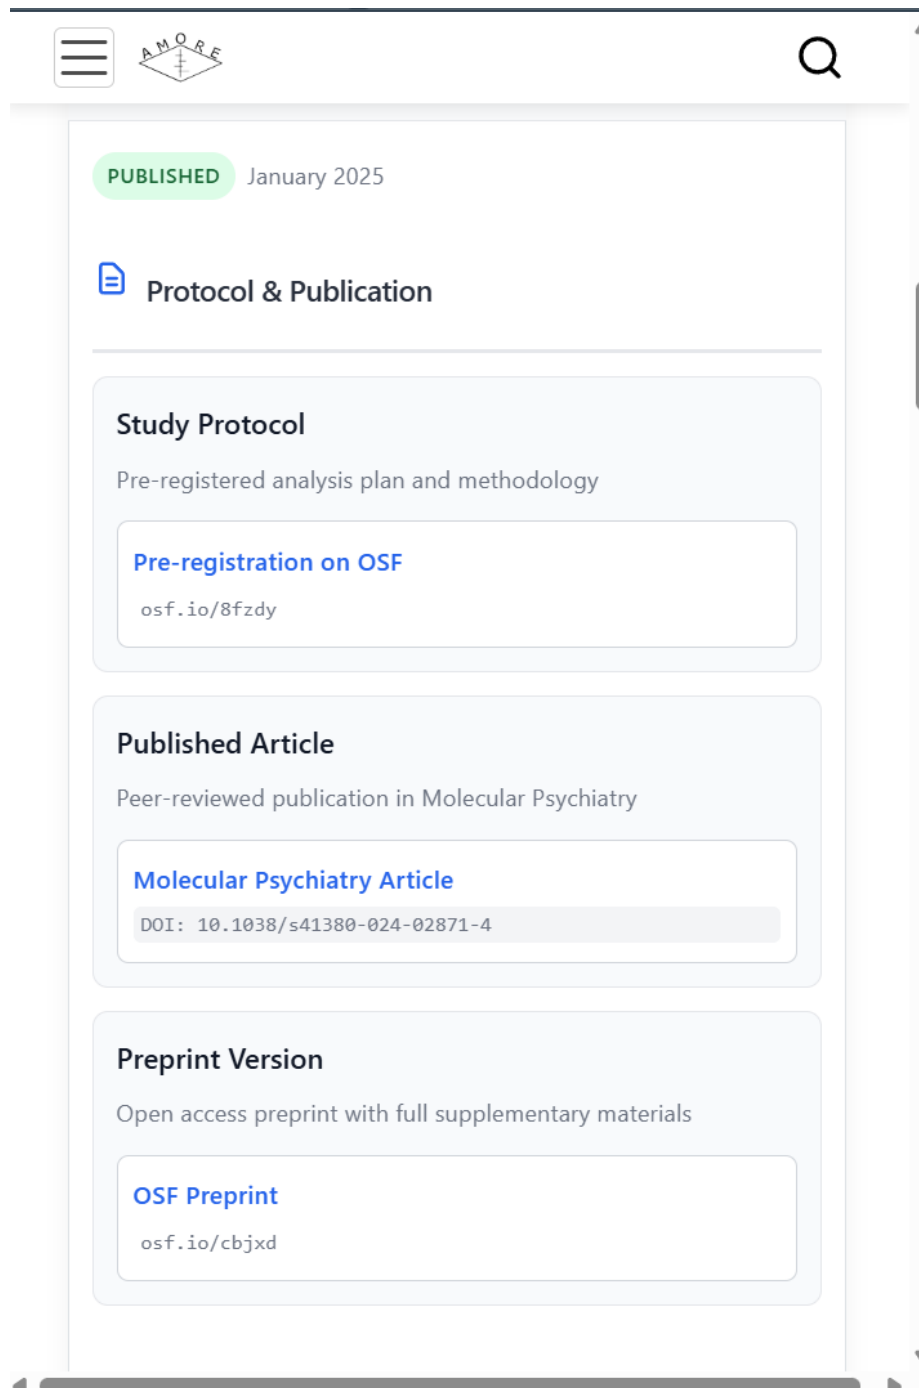 AMORE
PUBLISHED January 2025
Protocol & Publication
Study Protocol
Pre-registered analysis plan and methodology
Pre-registration on OSF
osf.io/8fzdy
Published Article
Peer-reviewed publication in Molecular Psychiatry
Molecular Psychiatry Article
DOI: 10.1038/s41380-024-02871-4
Preprint Version
Open access preprint with full supplementary materials
OSF Preprint
osf.io/cbjxd